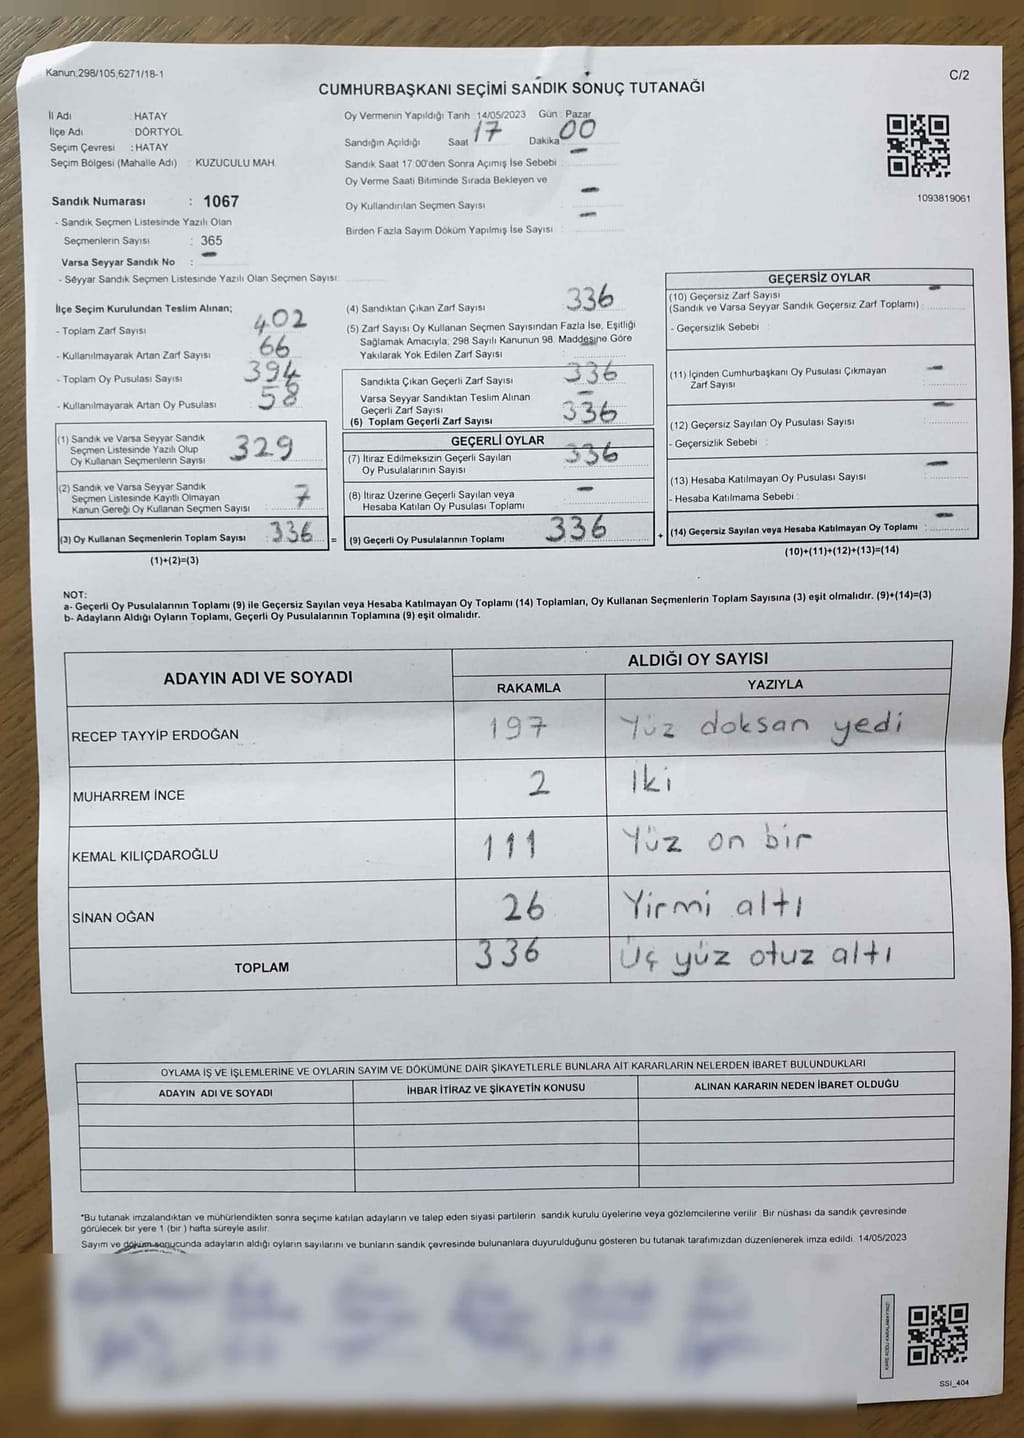 Kanun;298/105,6271/18-1
C/2
CUMHURBAŞKANI SEÇİMİ SANDIK SONUÇ TUTANAĞI
İl Adı : HATAY
İlçe Adı : DÖRTYOL
Seçim Çevresi : HATAY
Seçim Bölgesi (Mahalle Adı) : KUZUCULU MAH.
Sandık Numarası : 1067
- Sandık Seçmen Listesinde Yazılı Olan
Seçmenlerin Sayısı : 365
Varsa Seyyar Sandık No : -
- Seyyar Sandık Seçmen Listesinde Yazılı Olan Seçmen Sayısı:
Oy Vermenin Yapıldığı Tarih : 14/05/2023 Gün : Pazar
Sandığın Açıldığı Saat 17 Dakika 00
Sandık Saat 17:00'den Sonra Açımış İse Sebebi : -
Oy Verme Saati Bitiminde Sırada Bekleyen ve
Oy Kullandırılan Seçmen Sayısı : -
Birden Fazla Sayım Döküm Yapılmış İse Sayısı : -
1093819061
İlçe Seçim Kurulundan Teslim Alınan;
- Toplam Zarf Sayısı : 402
- Kullanılmayarak Artan Zarf Sayısı : 66
- Toplam Oy Pusulası Sayısı : 394
- Kullanılmayarak Artan Oy Pusulası : 58
(1) Sandık ve Varsa Seyyar Sandık
Seçmen Listesinde Yazılı Olup
Oy Kullanan Seçmenlerin Sayısı : 329
(2) Sandık ve Varsa Seyyar Sandık
Seçmen Listesinde Kayıtlı Olmayan
Kanun Gereği Oy Kullanan Seçmen Sayısı : 7
(3) Oy Kullanan Seçmenlerin Toplam Sayısı : 336 =
(1)+(2)=(3)
(4) Sandıktan Çıkan Zarf Sayısı : 336
(5) Zarf Sayısı Oy Kullanan Seçmen Sayısından Fazla İse, Eşitliği
Sağlamak Amacıyla; 298 Sayılı Kanunun 98. Maddesine Göre
Yakılarak Yok Edilen Zarf Sayısı : -
Sandıkta Çıkan Geçerli Zarf Sayısı : 336
Varsa Seyyar Sandıktan Teslim Alınan
Geçerli Zarf Sayısı : -
(6) Toplam Geçerli Zarf Sayısı : 336
GEÇERLİ OYLAR
(7) İtiraz Edilmeksizin Geçerli Sayılan
Oy Pusulalarının Sayısı : 336
(8) İtiraz Üzerine Geçerli Sayılan veya
Hesaba Katılan Oy Pusulası Toplamı : -
(9) Geçerli Oy Pusulalarının Toplamı : 336 +
GEÇERSİZ OYLAR
(10) Geçersiz Zarf Sayısı
(Sandık ve Varsa Seyyar Sandık Geçersiz Zarf Toplamı) : -
- Geçersizlik Sebebi :
(11) İçinden Cumhurbaşkanı Oy Pusulası Çıkmayan
Zarf Sayısı : -
(12) Geçersiz Sayılan Oy Pusulası Sayısı : -
- Geçersizlik Sebebi :
(13) Hesaba Katılmayan Oy Pusulası Sayısı : -
- Hesaba Katılmama Sebebi :
(14) Geçersiz Sayılan veya Hesaba Katılmayan Oy Toplamı : -
(10)+(11)+(12)+(13)=(14)
NOT:
a- Geçerli Oy Pusulalarının Toplamı (9) ile Geçersiz Sayılan veya Hesaba Katılmayan Oy Toplamı (14) Toplamları, Oy Kullanan Seçmenlerin Toplam Sayısına (3) eşit olmalıdır. (9)+(14)=(3)
b- Adayların Aldığı Oyların Toplamı, Geçerli Oy Pusulalarının Toplamına (9) eşit olmalıdır.
ADAYIN ADI VE SOYADI ALDIĞI OY SAYISI
RAKAMLA YAZIYLA
RECEP TAYYİP ERDOĞAN 197 Yüz doksan yedi
MUHARREM İNCE 2 İki
KEMAL KILIÇDAROĞLU 111 Yüz on bir
SİNAN OĞAN 26 Yirmi altı
TOPLAM 336 Üç yüz otuz altı
OYLAMA İŞ VE İŞLEMLERİNE VE OYLARIN SAYIM VE DÖKÜMÜNE DAİR ŞİKAYETLERLE BUNLARA AİT KARARLARIN NELERDEN İBARET BULUNDUKLARI
ADAYIN ADI VE SOYADI İHBAR İTİRAZ VE ŞİKAYETİN KONUSU ALINAN KARARIN NEDEN İBARET OLDUĞU
*Bu tutanak imzalandıktan ve mühürlendikten sonra seçime katılan adayların ve talep eden siyasi partilerin sandık kurulu üyelerine veya gözlemcilerine verilir. Bir nüshası da sandık çevresinde
görülecek bir yere 1 (bir ) hafta süreyle asılır.
Sayım ve döküm sonucunda adayların aldığı oyların sayılarını ve bunların sandık çevresinde bulunanlara duyurulduğunu gösteren bu tutanak tarafımızdan düzenlenerek imza edildi. 14/05/2023
KARE KODU KARALAMAYINIZ!
SSİ_404